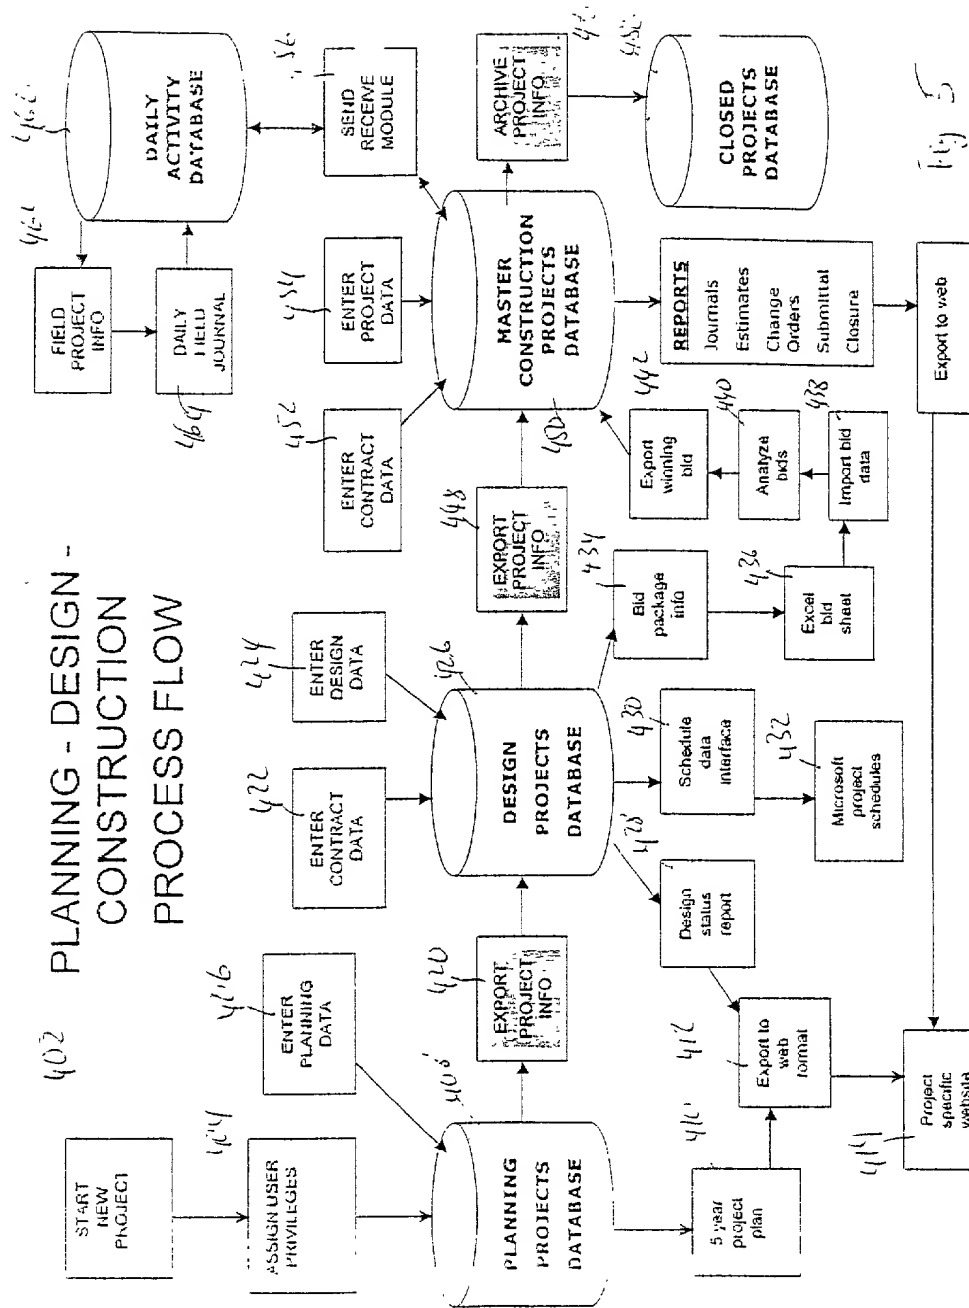 402
PLANNING - DESIGN -
CONSTRUCTION
PROCESS FLOW
START
NEW
PROJECT
404
ASSIGN USER
PRIVILEGES
406
ENTER
PLANNING
DATA
408
PLANNING
PROJECTS
DATABASE
410
5 year
project
plan
412
Export to
web
format
414
Project
specific
website
420
EXPORT
PROJECT
INFO
422
ENTER
CONTRACT
DATA
424
ENTER
DESIGN
DATA
426
DESIGN
PROJECTS
DATABASE
428
Design
status
report
430
Schedule
data
interface
432
Microsoft
project
schedules
434
Bid
package
info
436
Excel
bid
sheet
438
Import bid
data
440
Analyze
bids
442
Export
winning
bid
448
EXPORT
PROJECT
INFO
450
MASTER
CONSTRUCTION
PROJECTS
DATABASE
452
ENTER
CONTRACT
DATA
454
ENTER
PROJECT
DATA
SEND
RECEIVE
MODULE
DAILY
ACTIVITY
DATABASE
FIELD
PROJECT
INFO
464
DAILY
FIELD
JOURNAL
ARCHIVE
PROJECT
INFO
CLOSED
PROJECTS
DATABASE
REPORTS
Journals
Estimates
Change
Orders
Submittal
Closure
Export to web
Fig 5